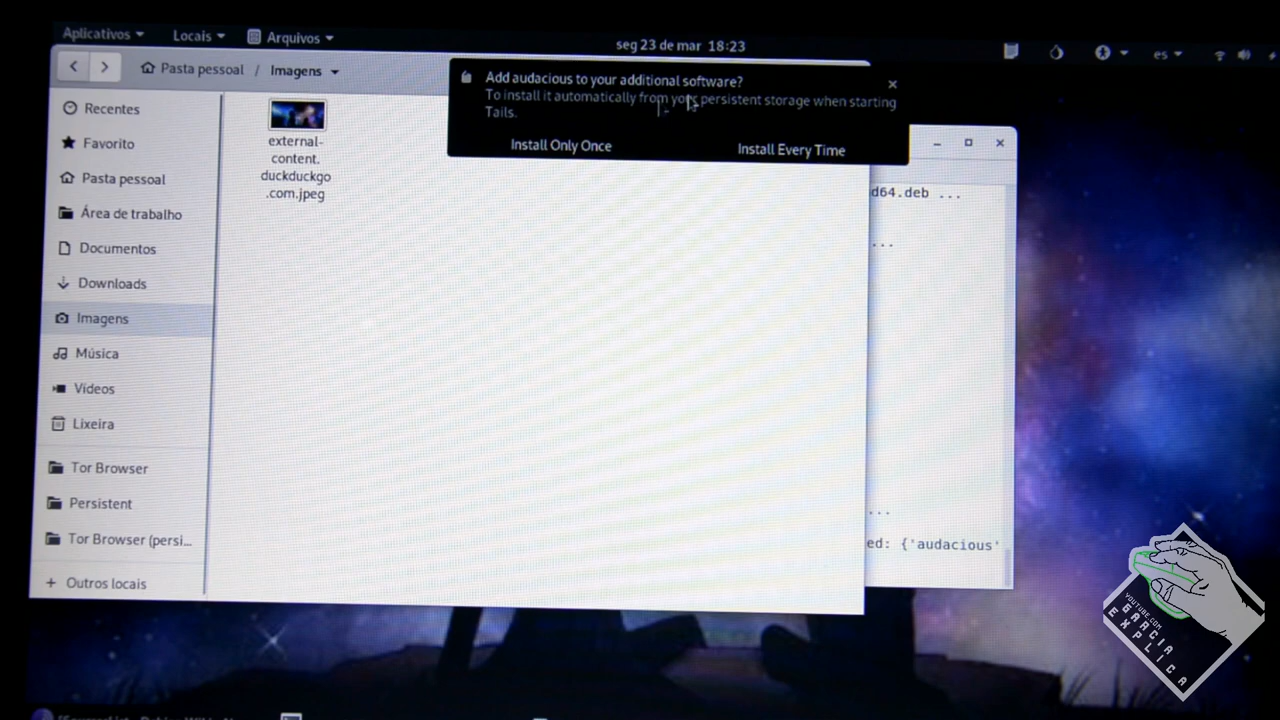 Aplicativos
Locais
Arquivos
seg 23 de mar 18:23
es
Pasta pessoal / Imagens
Add audacious to your additional software?
To install it automatically from your persistent storage when starting
Tails.
Install Only Once
Install Every Time
Recentes
Favorito
Pasta pessoal
Área de trabalho
Documentos
Downloads
Imagens
Música
Vídeos
Lixeira
Tor Browser
Persistent
Tor Browser (persi...
+ Outros locais
external-
content.
duckduckgo
.com.jpeg
d64.deb ...
...
...
ed: {'audacious'
YOUTUBE.COM
GARCIA
EXPLICA